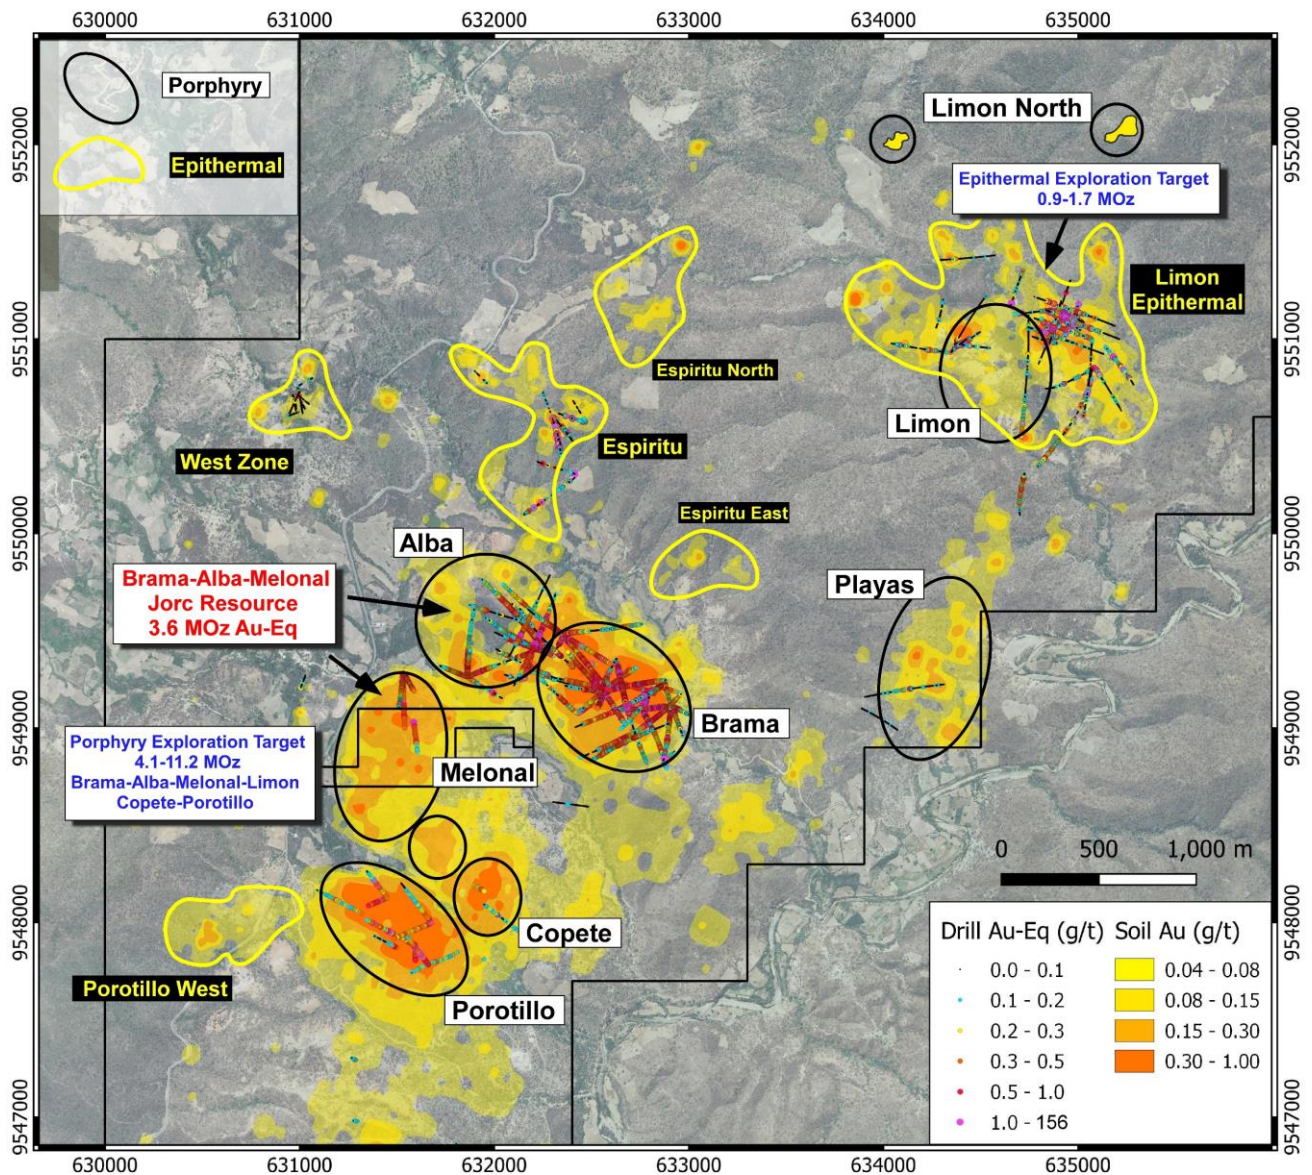 630000
631000
632000
633000
634000
635000
9552000
9551000
9550000
9549000
9548000
9547000
9552000
9551000
9550000
9549000
9548000
9547000
Porphyry
Epithermal
Limon North
Epithermal Exploration Target
0.9-1.7 MOz
Limon
Epithermal
Espiritu North
Limon
West Zone
Espiritu
Espiritu East
Alba
Playas
Brama-Alba-Melonal
Jorc Resource
3.6 MOz Au-Eq
Brama
Porphyry Exploration Target
4.1-11.2 MOz
Brama-Alba-Melonal-Limon
Copete-Porotillo
Melonal
0
500
1,000 m
Copete
Porotillo West
Porotillo
Drill Au-Eq (g/t)
0.0 - 0.1
0.1 - 0.2
0.2 - 0.3
0.3 - 0.5
0.5 - 1.0
1.0 - 156
Soil Au (g/t)
0.04 - 0.08
0.08 - 0.15
0.15 - 0.30
0.30 - 1.00
630000
631000
632000
633000
634000
635000